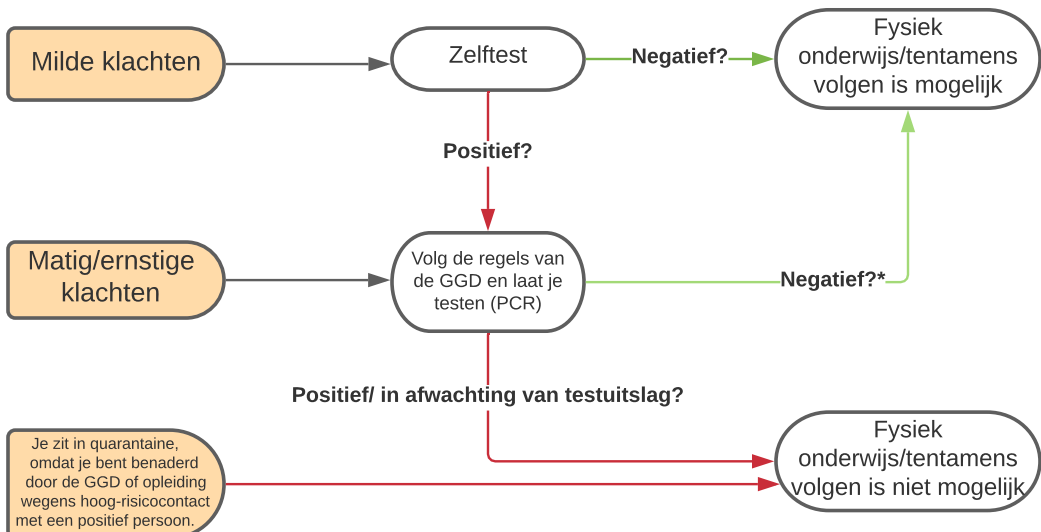 Milde klachten
Zelftest
Negatief?
Fysiek
onderwijs/tentamens
volgen is mogelijk
Positief?
Matig/ernstige
klachten
Volg de regels van
de GGD en laat je
testen (PCR)
Negatief?*
Positief/ in afwachting van testuitslag?
Je zit in quarantaine,
omdat je bent benaderd
door de GGD of opleiding
wegens hoog-risicocontact
met een positief persoon.
Fysiek
onderwijs/tentamens
volgen is niet mogelijk